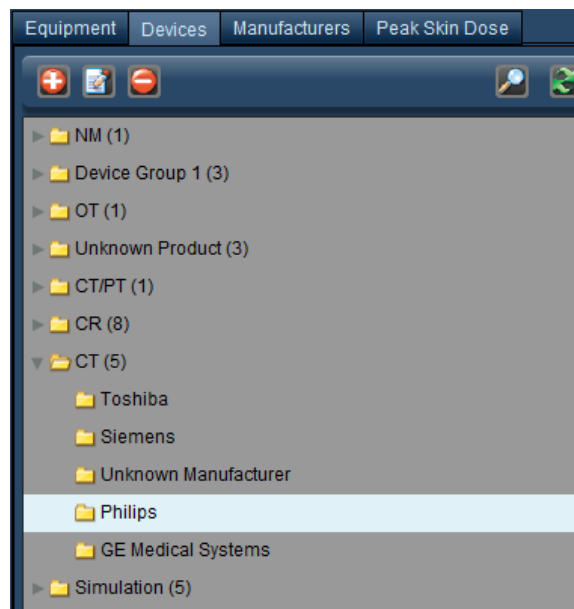 Equipment Devices Manufacturers Peak Skin Dose
NM (1)
Device Group 1 (3)
OT (1)
Unknown Product (3)
CT/PT (1)
CR (8)
CT (5)
Toshiba
Siemens
Unknown Manufacturer
Philips
GE Medical Systems
Simulation (5)